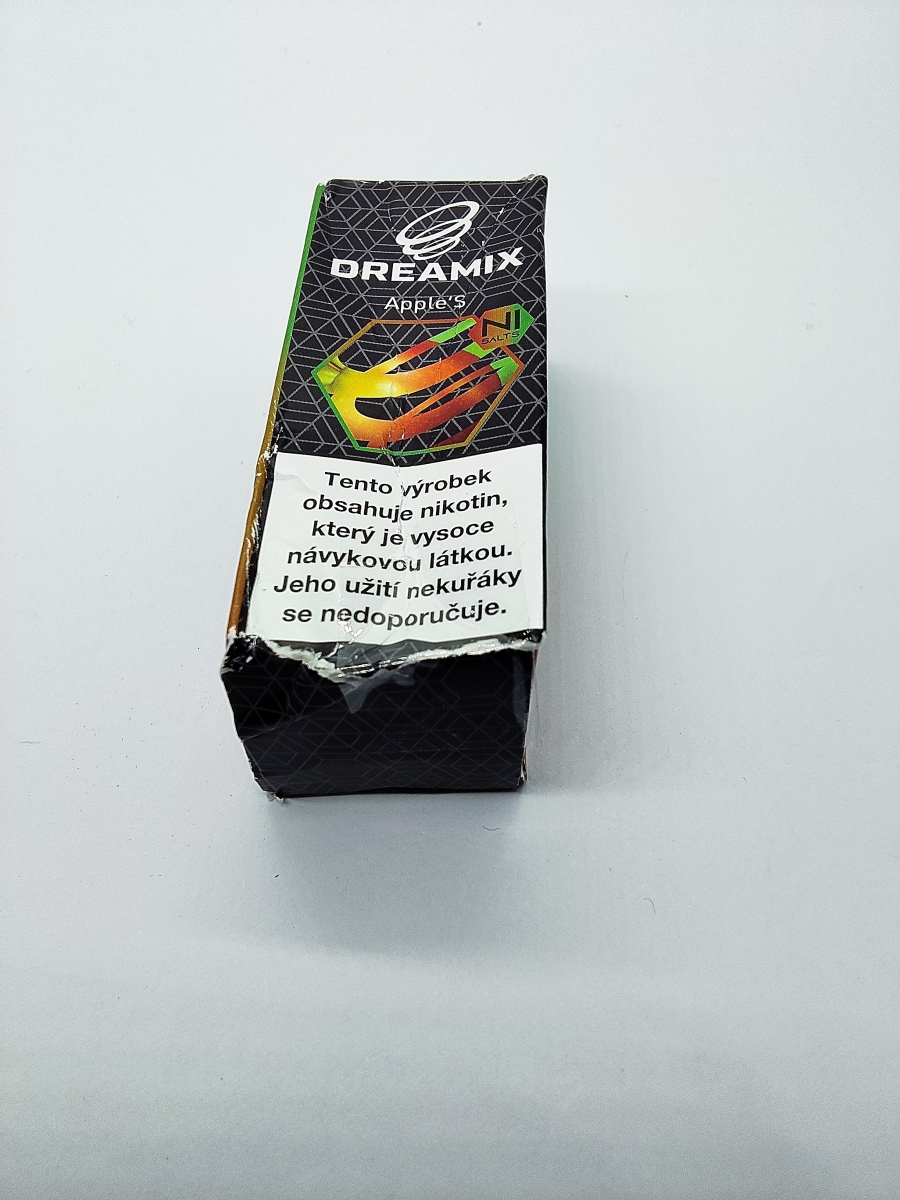 DREAMIX
Apple'S
NI
SALTS
Tento výrobek
obsahuje nikotin,
který je vysoce
návykovou látkou.
Jeho užití nekuřáky
se nedoporučuje.